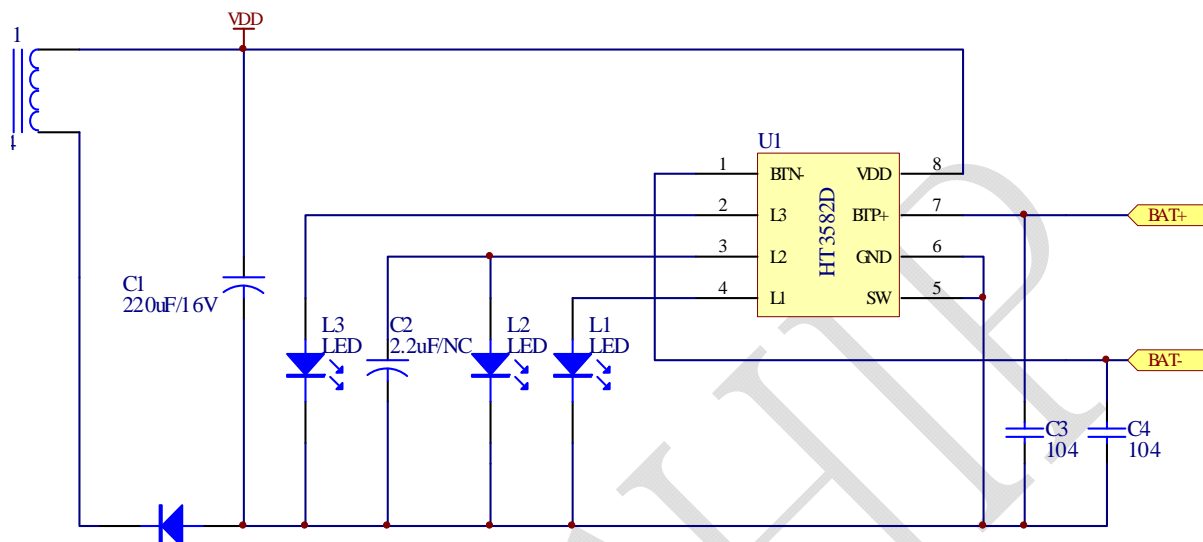 VDD
1
4
C1
220uF/16V
U1
1 BTN- VDD 8
2 L3 BTP+ 7
3 L2 GND 6
4 L1 SW 5
HT3582D
BAT+
BAT-
L3
LED
C2
2.2uF/NC
L2
LED
L1
LED
C3
104
C4
104